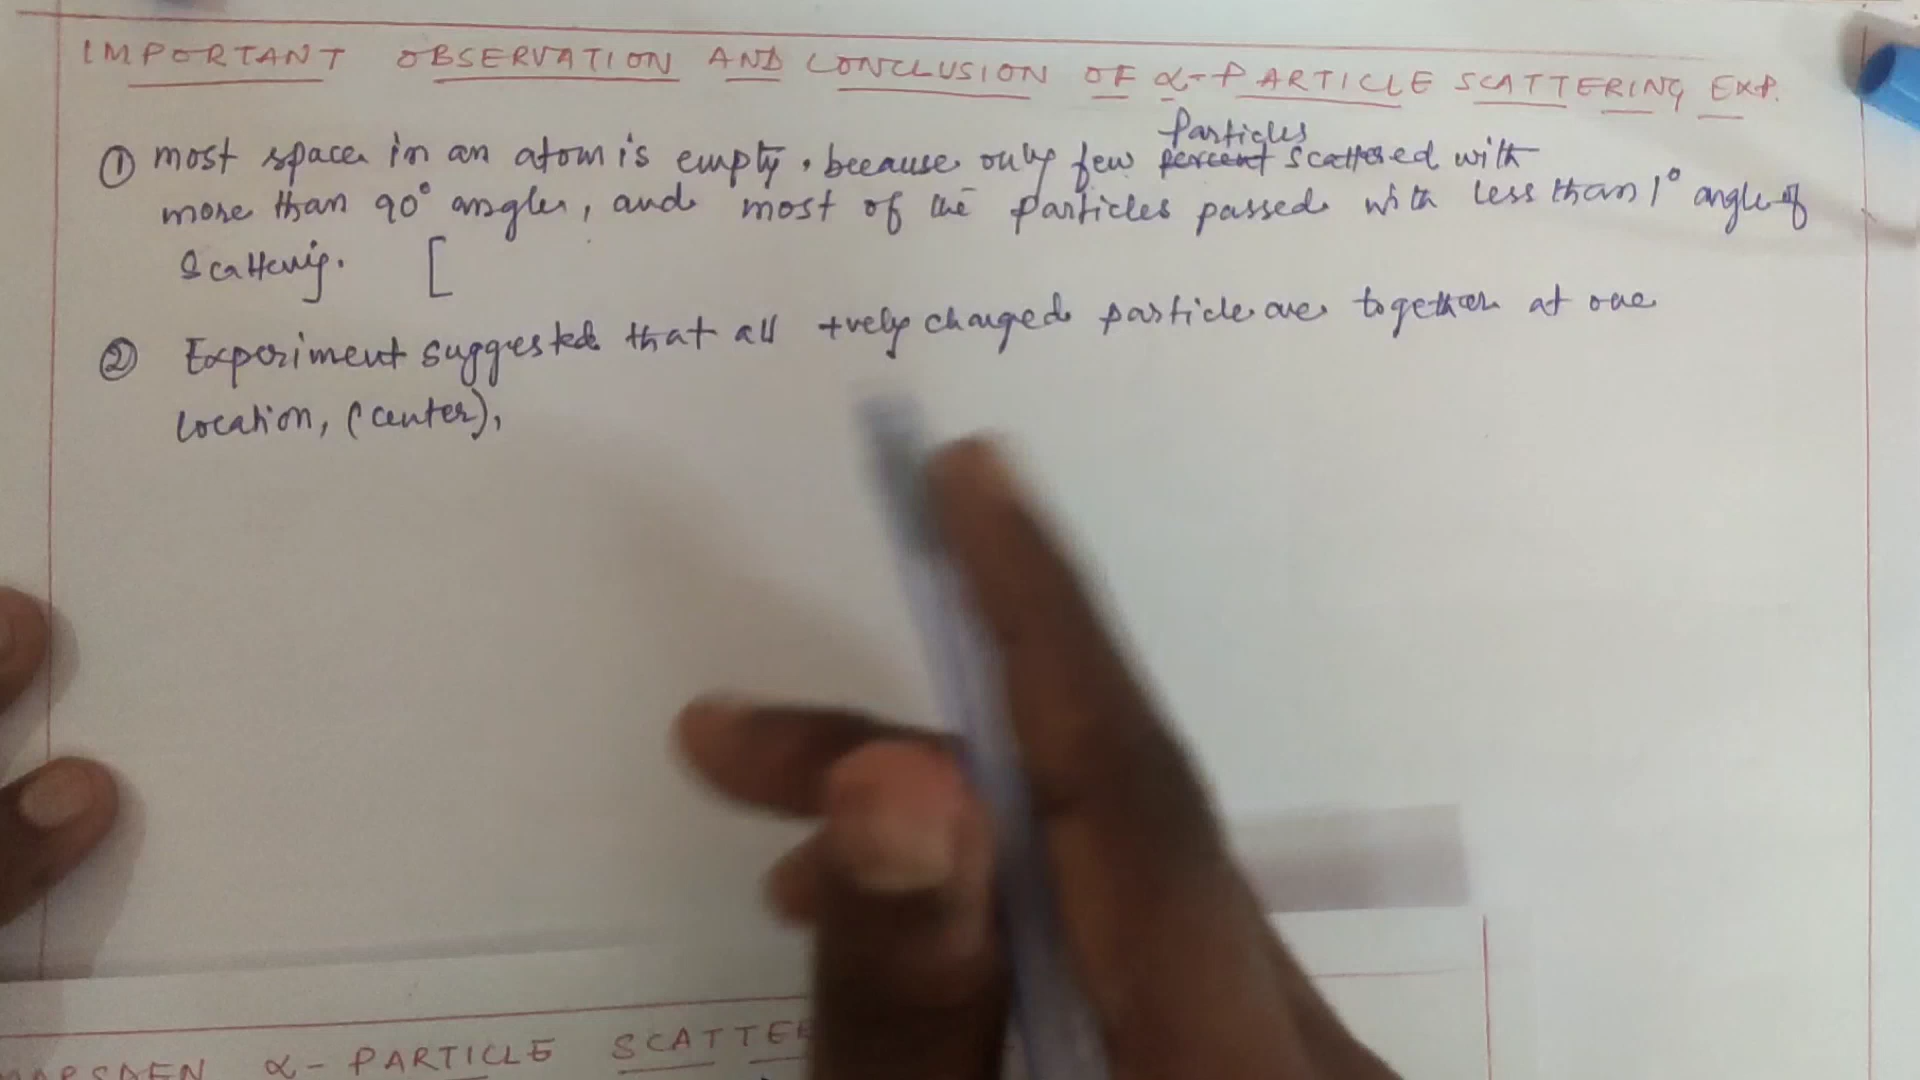 IMPORTANT OBSERVATION AND CONCLUSION OF α-PARTICLE SCATTERING EXP.
Particles
① most space in an atom is empty, because only few percent scattered with
more than 90° angles, and most of the particles passed with less than 1° angle of
Scattering. [
② Experiment suggested that all +vely charged particle are together at one
location, (center),
MARSDEN α-PARTICLE SCATTE